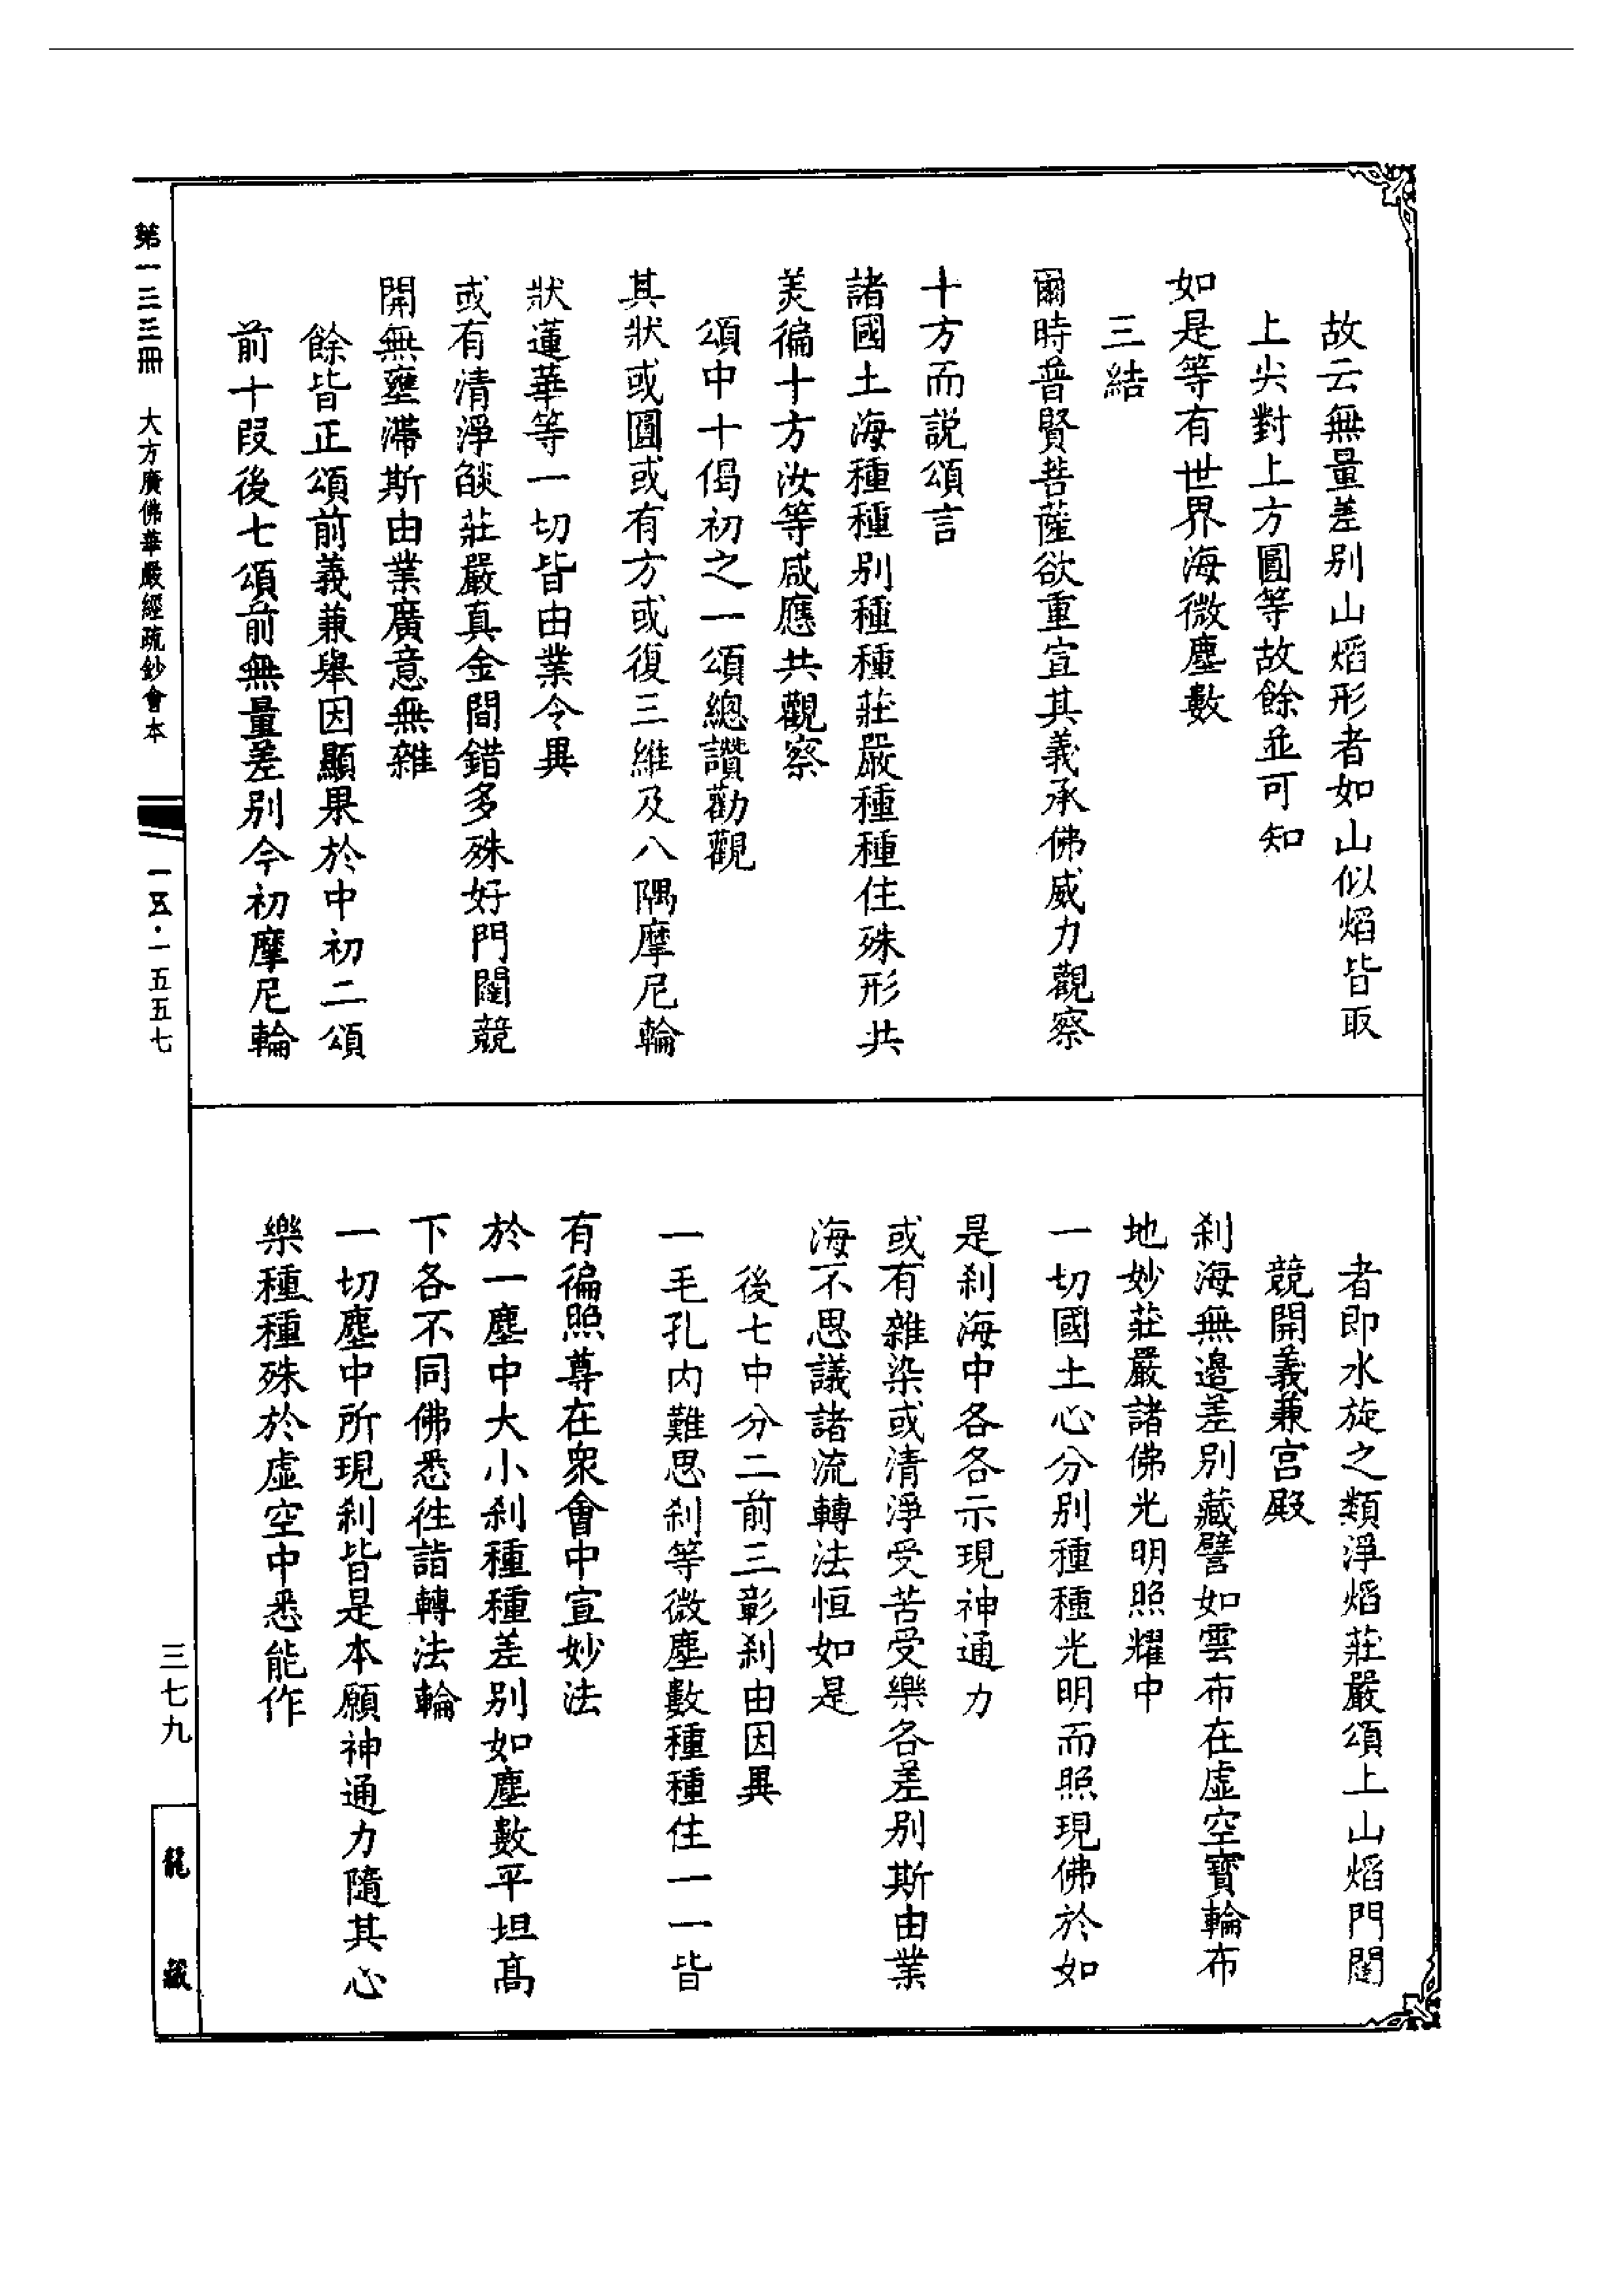 故云無量差别山焰形者如山似焰皆取
上尖對上方圓等故餘並可知
如是等有世界海微塵數
三結
爾時普賢菩薩欲重宣其義承佛威力觀察
十方而説頌言
諸國土海種種别種種莊嚴種種住殊形共
美徧十方汝等咸應共觀察
頌中十偈初之一頌總讚勸觀
其狀或圓或有方或復三維及八隅摩尼輪
狀蓮華等一切皆由業令異
或有清淨燄莊嚴真金間錯多殊好門闥競
開無壅滯斯由業廣意無雜
餘皆正頌前義兼舉因顯果於中初二頌
前十段後七頌前無量差别今初摩尼輪
者即水旋之類淨焰莊嚴頌上山焰門闥
競開義兼宫殿
刹海無邊差别藏譬如雲布在虚空寶輪布
地妙莊嚴諸佛光明照耀中
一切國土心分别種種光明而照現佛於如
是刹海中各各示現神通力
或有雜染或清淨受苦受樂各差别斯由業
海不思議諸流轉法恒如是
後七中分二前三彰刹由因異
一毛孔内難思刹等微塵數種種住一一皆
有徧照尊在衆會中宣妙法
於一塵中大小刹種種差别如塵數平坦髙
下各不同佛悉徃詣轉法輪
一切塵中所現刹皆是本願神通力隨其心
樂種種殊於虚空中悉能作
第一三三冊　大方廣佛華嚴經疏鈔會本
一五·一五五七
三七九
龍藏